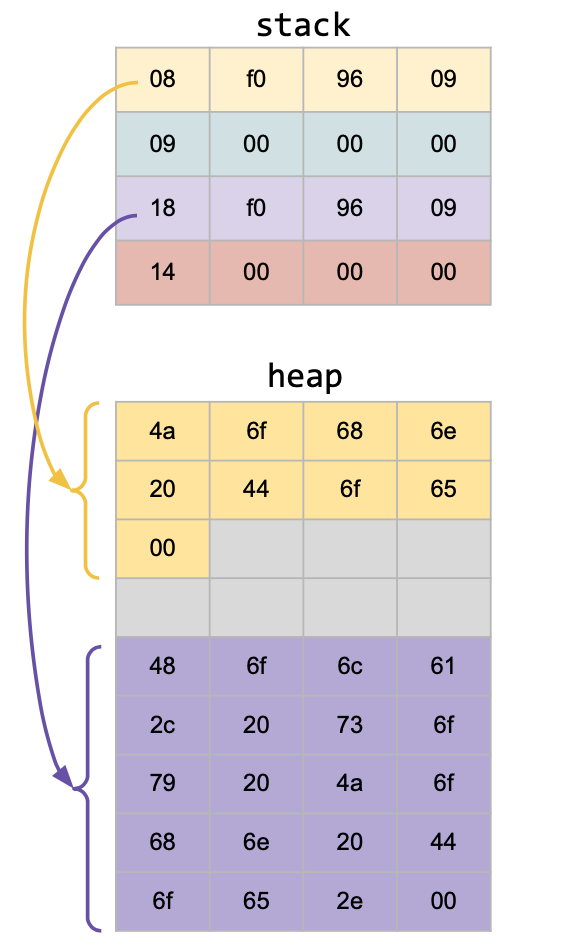 stack
08 f0 96 09
09 00 00 00
18 f0 96 09
14 00 00 00
heap
4a 6f 68 6e
20 44 6f 65
00
48 6f 6c 61
2c 20 73 6f
79 20 4a 6f
68 6e 20 44
6f 65 2e 00